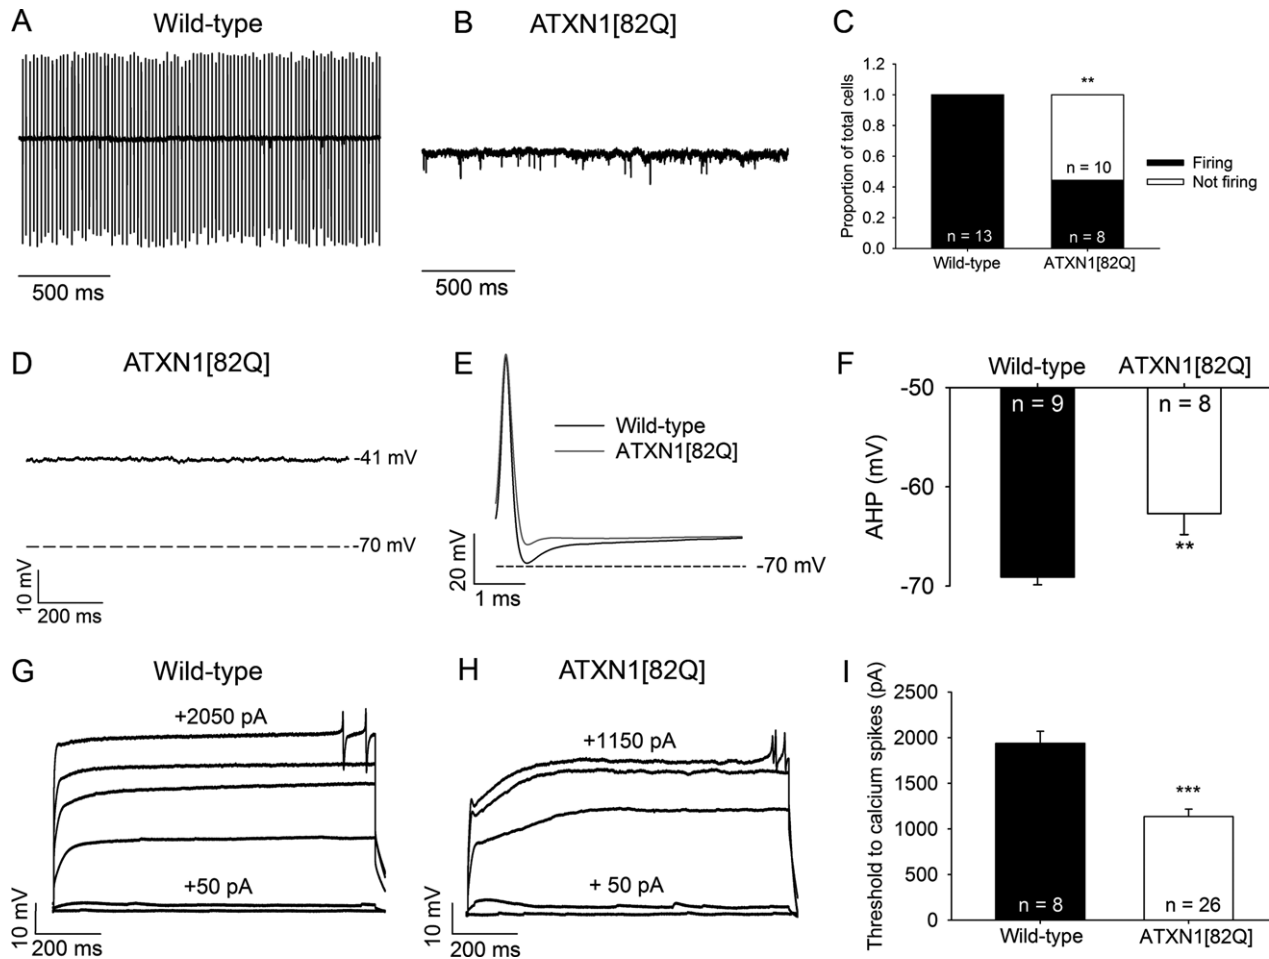 A Wild-type
500 ms
B ATXN1[82Q]
500 ms
C
Proportion of total cells
1.2
1.0
0.8
0.6
0.4
0.2
0.0
**
n = 10
n = 13
n = 8
Wild-type ATXN1[82Q]
Firing
Not firing
D ATXN1[82Q]
-41 mV
-70 mV
10 mV
200 ms
E
Wild-type
ATXN1[82Q]
20 mV
1 ms
-70 mV
F
Wild-type ATXN1[82Q]
AHP (mV)
-50
-60
-70
n = 9
n = 8
**
G Wild-type
+2050 pA
+50 pA
10 mV
200 ms
H ATXN1[82Q]
+1150 pA
+ 50 pA
10 mV
200 ms
I
Threshold to calcium spikes (pA)
2500
2000
1500
1000
500
0
***
n = 8
n = 26
Wild-type ATXN1[82Q]